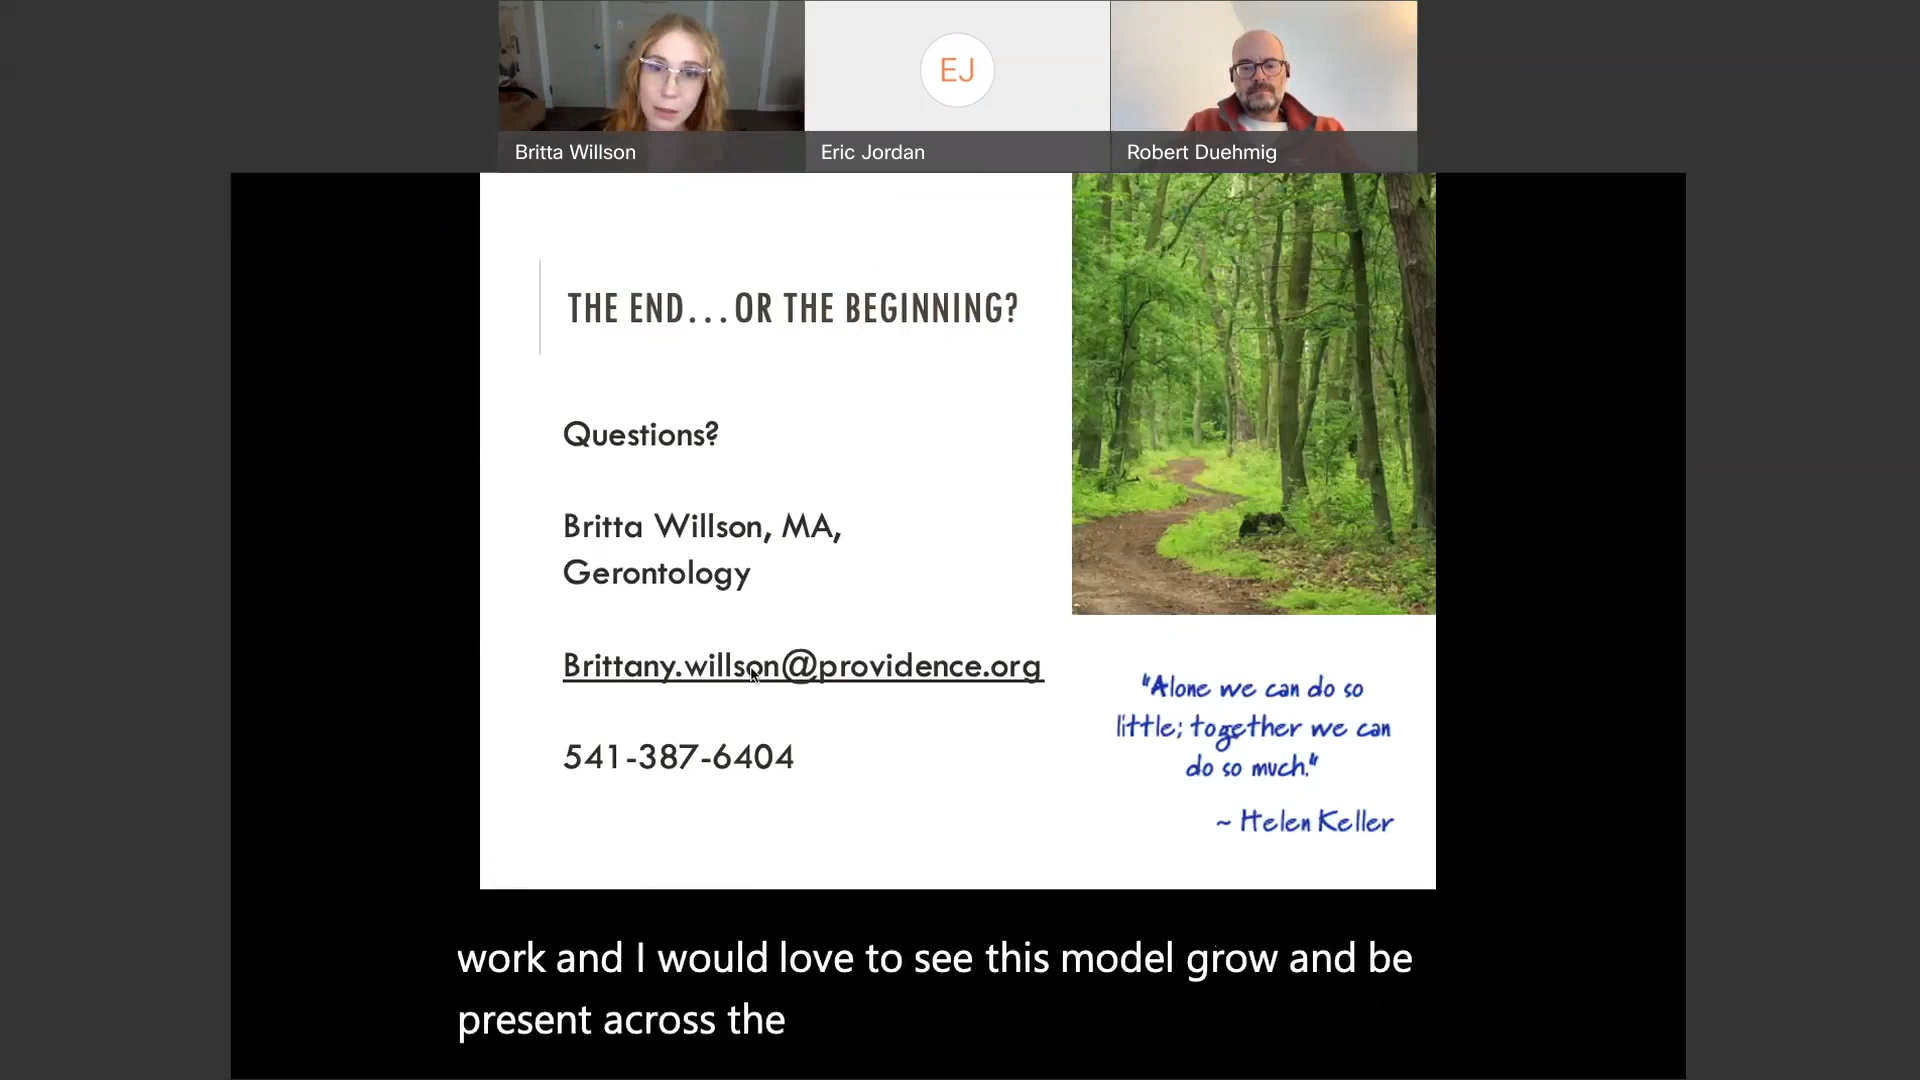 EJ
Britta Willson
Eric Jordan
Robert Duehmig
THE END...OR THE BEGINNING?
Questions?
Britta Willson, MA,
Gerontology
Brittany.willson@providence.org
541-387-6404
"Alone we can do so
little; together we can
do so much."
~ Helen Keller
work and I would love to see this model grow and be
present across the